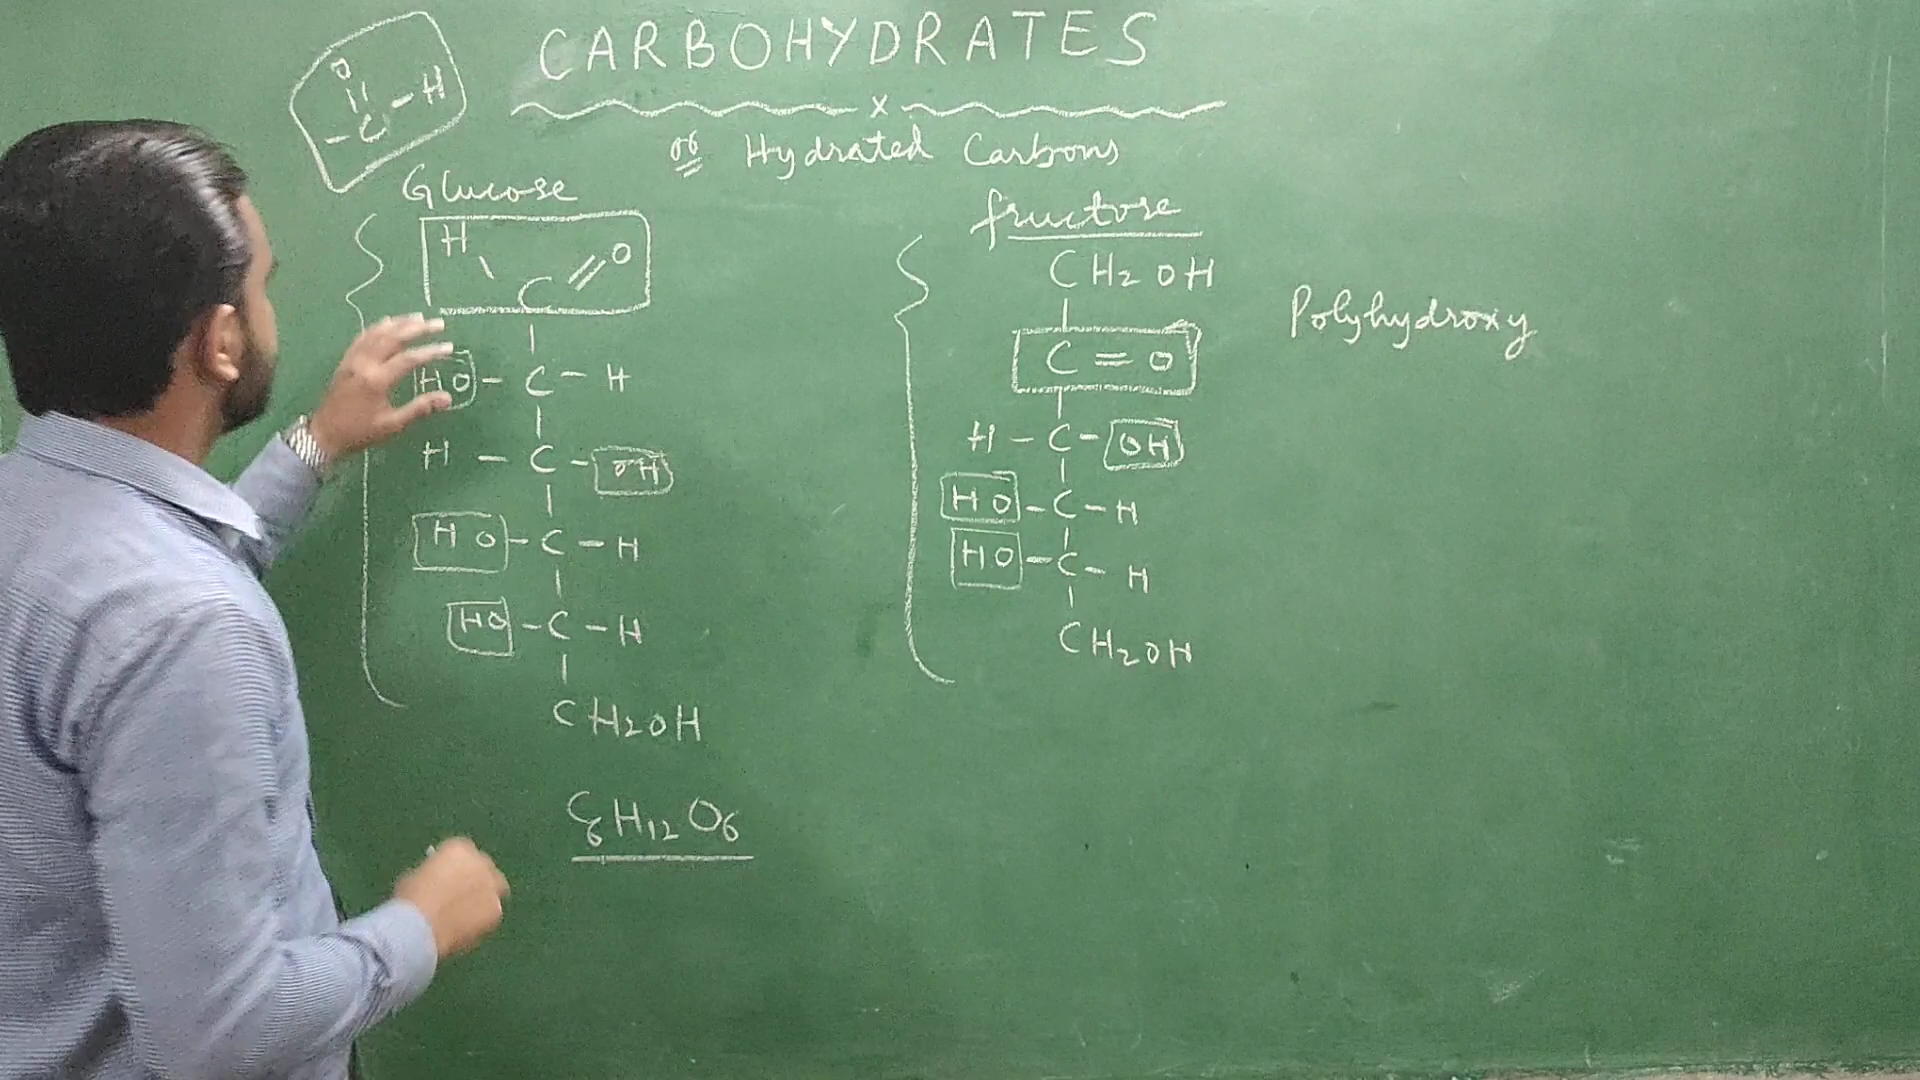 CARBOHYDRATES
x
or Hydrated Carbons
O
||
- C - H
Glucose
H
\
C = O
|
HO - C - H
|
H - C - OH
|
HO - C - H
|
HO - C - H
|
CH2OH
C6H12O6
fructose
CH2OH
|
C = O
|
H - C - OH
|
HO - C - H
|
HO - C - H
|
CH2OH
Polyhydroxy